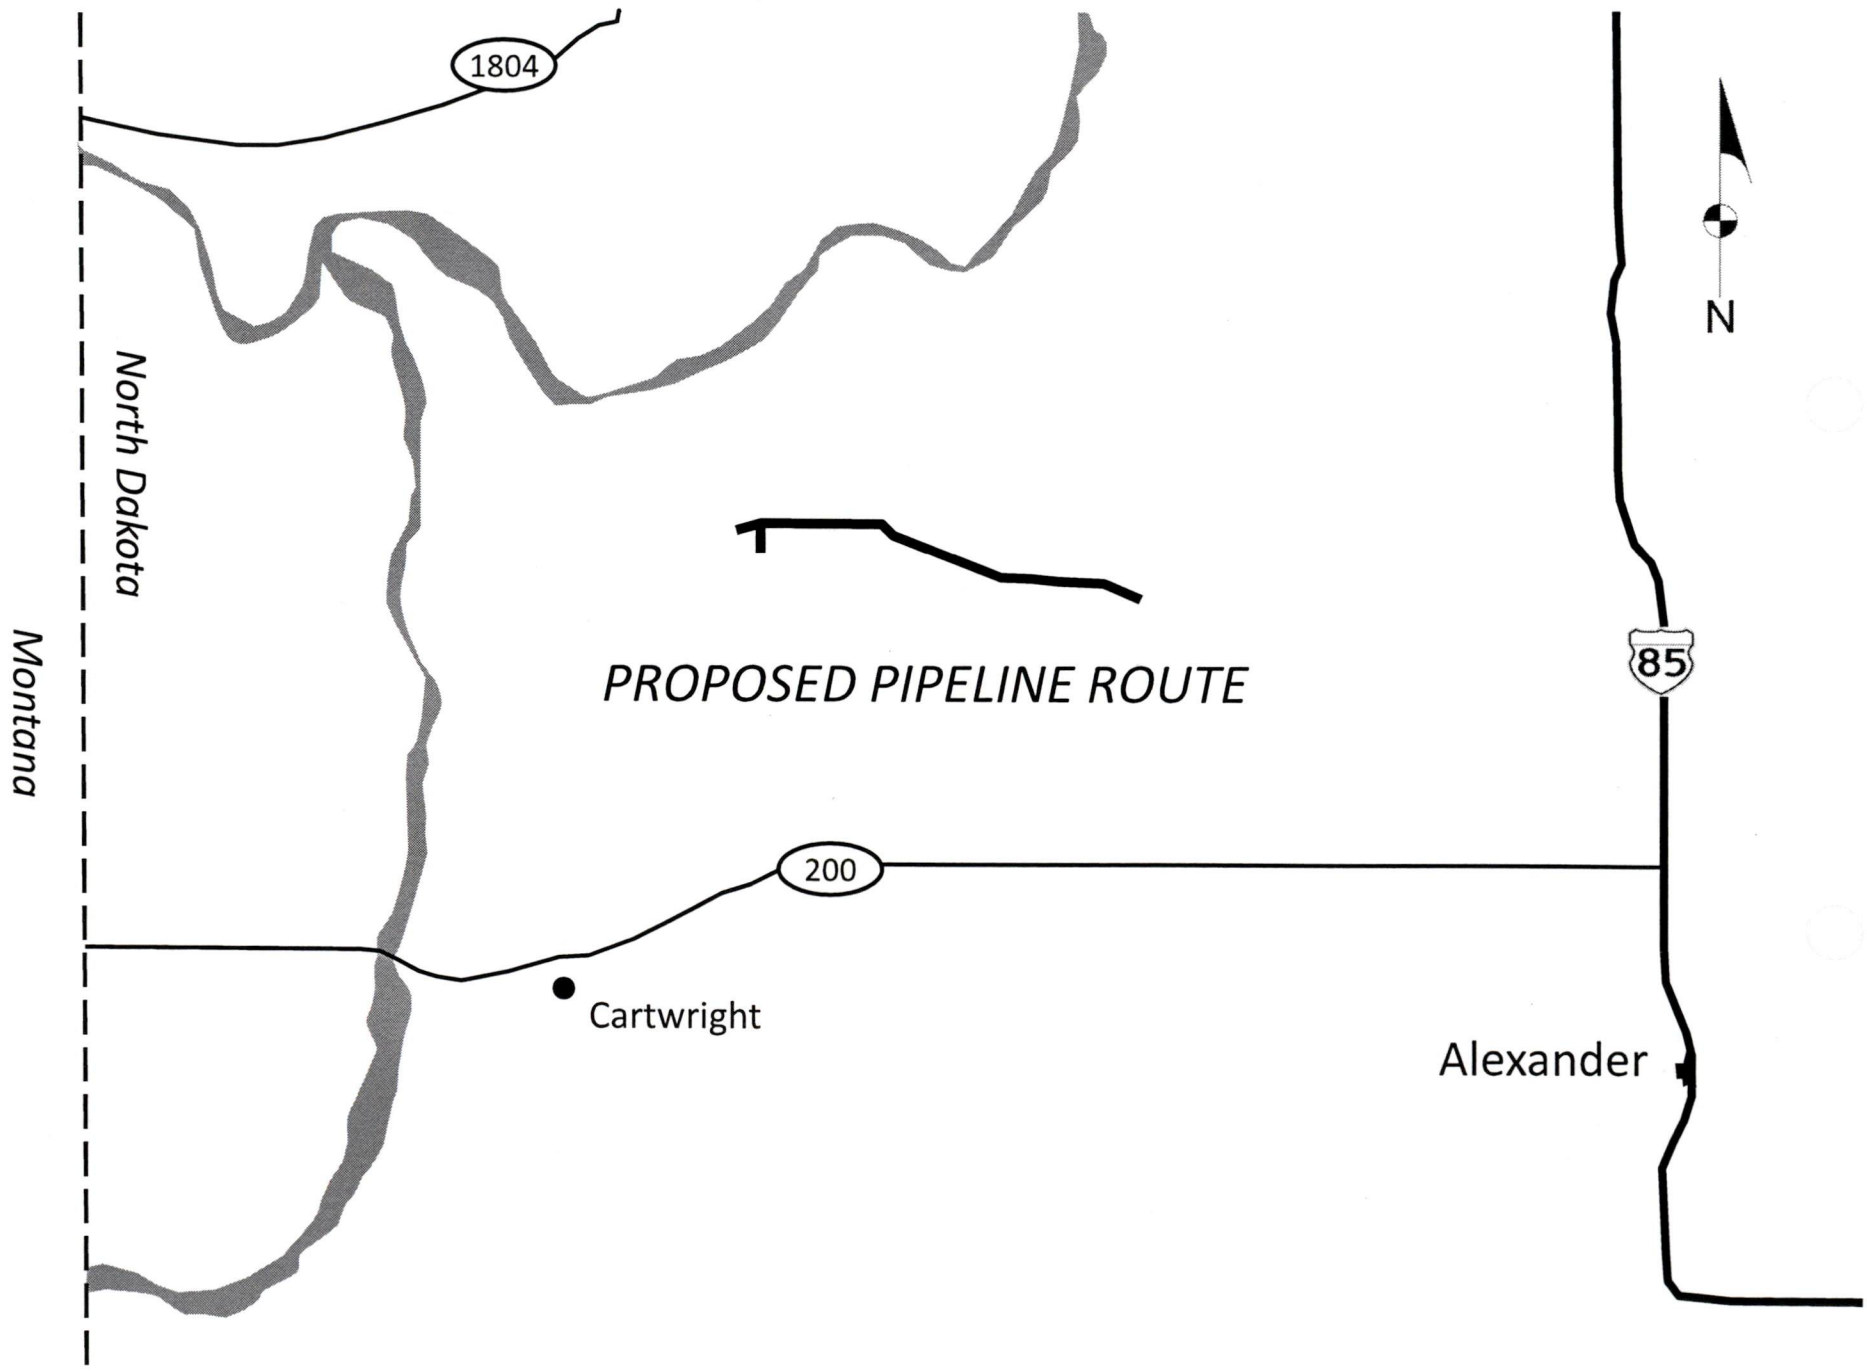 1804
N
North Dakota
Montana
85
PROPOSED PIPELINE ROUTE
200
Cartwright
Alexander